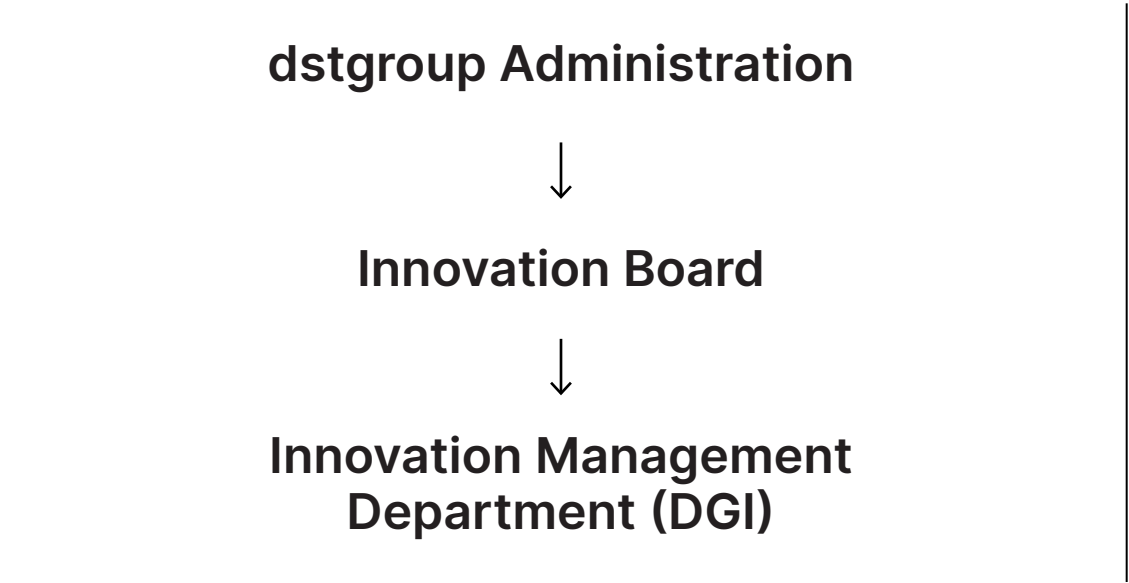 dstgroup Administration
Innovation Board
Innovation Management
Department (DGI)